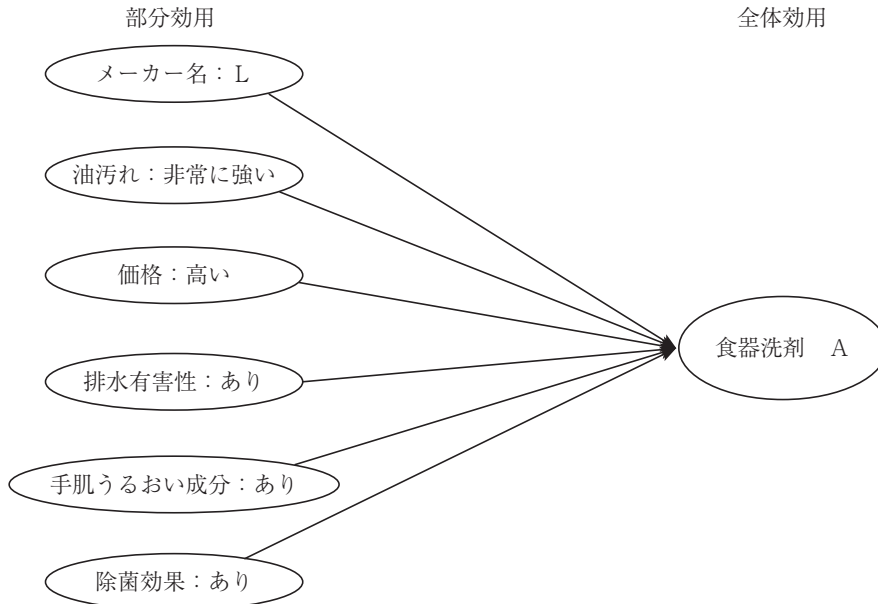 部分効用
全体効用
メーカー名：L
油汚れ：非常に強い
価格：高い
食器洗剤　A
排水有害性：あり
手肌うるおい成分：あり
除菌効果：あり